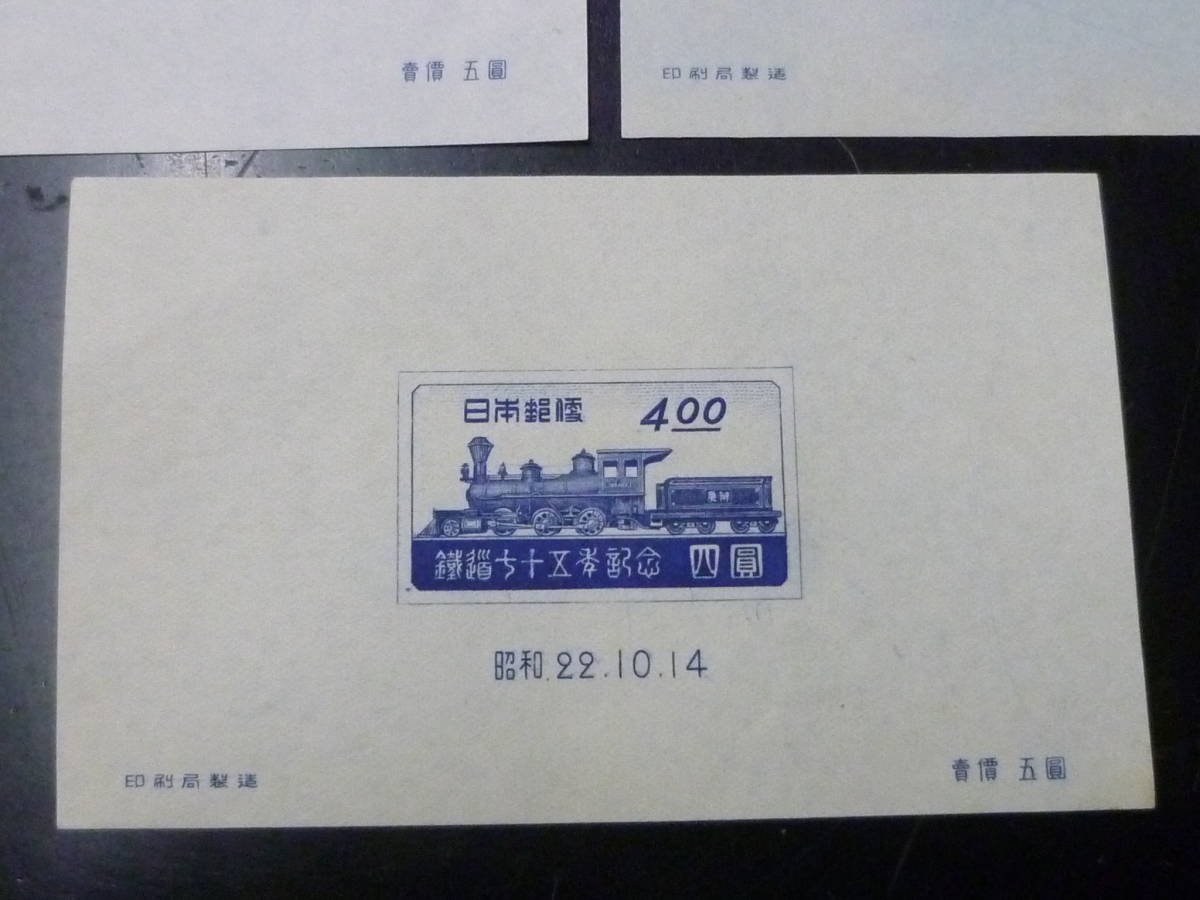 賣價 五圓
印刷局製造
日本郵便 4.00
辨慶
鐵道七十五年記念 四圓
昭和.22.10.14
印刷局製造
賣價 五圓